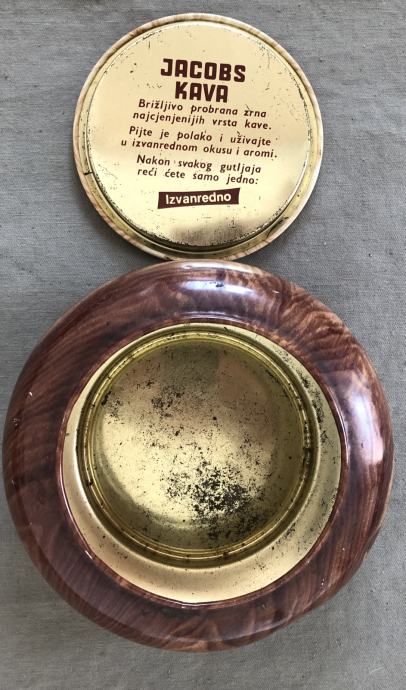 JACOBS
KAVA
Brižljivo probrana zrna
najcjenjenijih vrsta kave.
Pijte je polako i uživajte
u izvanrednom okusu i aromi.
Nakon svakog gutljaja
reći ćete samo jedno:
Izvanredno